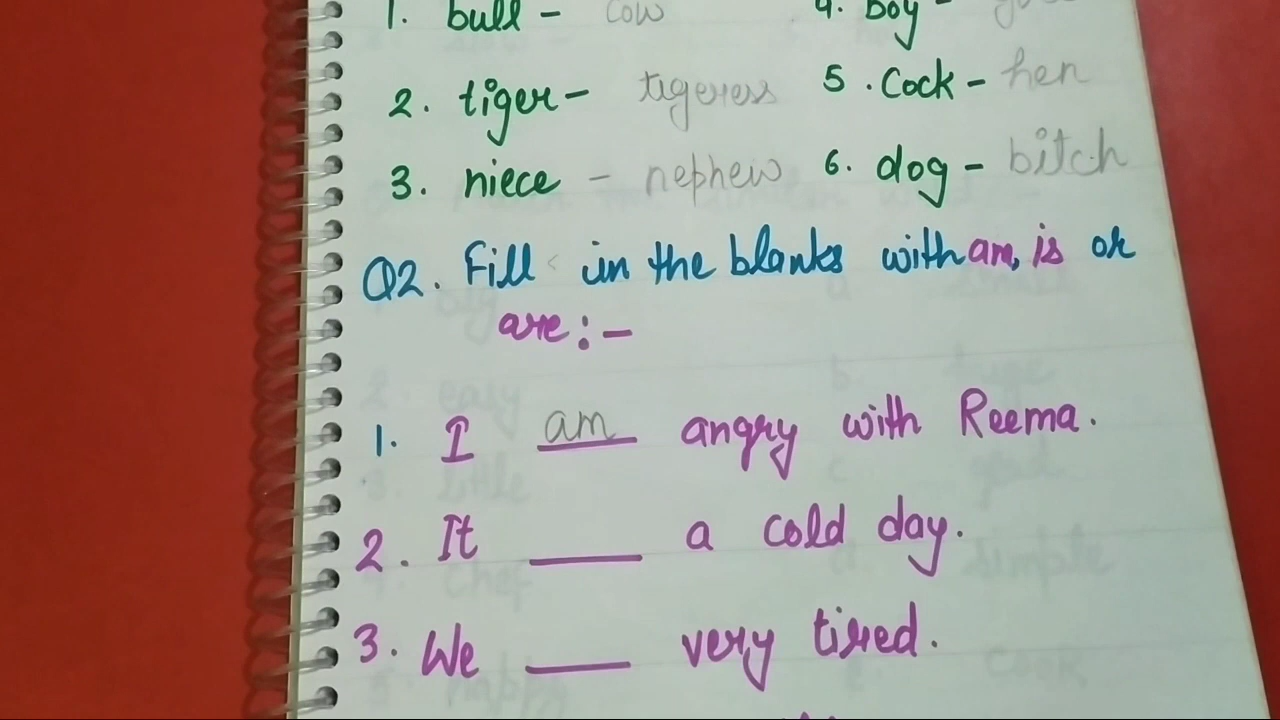 1. bull - cow 4. boy -
2. tiger - tigeress 5. cock - hen
3. niece - nephew 6. dog - bitch
Q2. Fill in the blanks with am, is or
are :-
1. I am angry with Reema.
2. It ____ a cold day.
3. We ____ very tired.